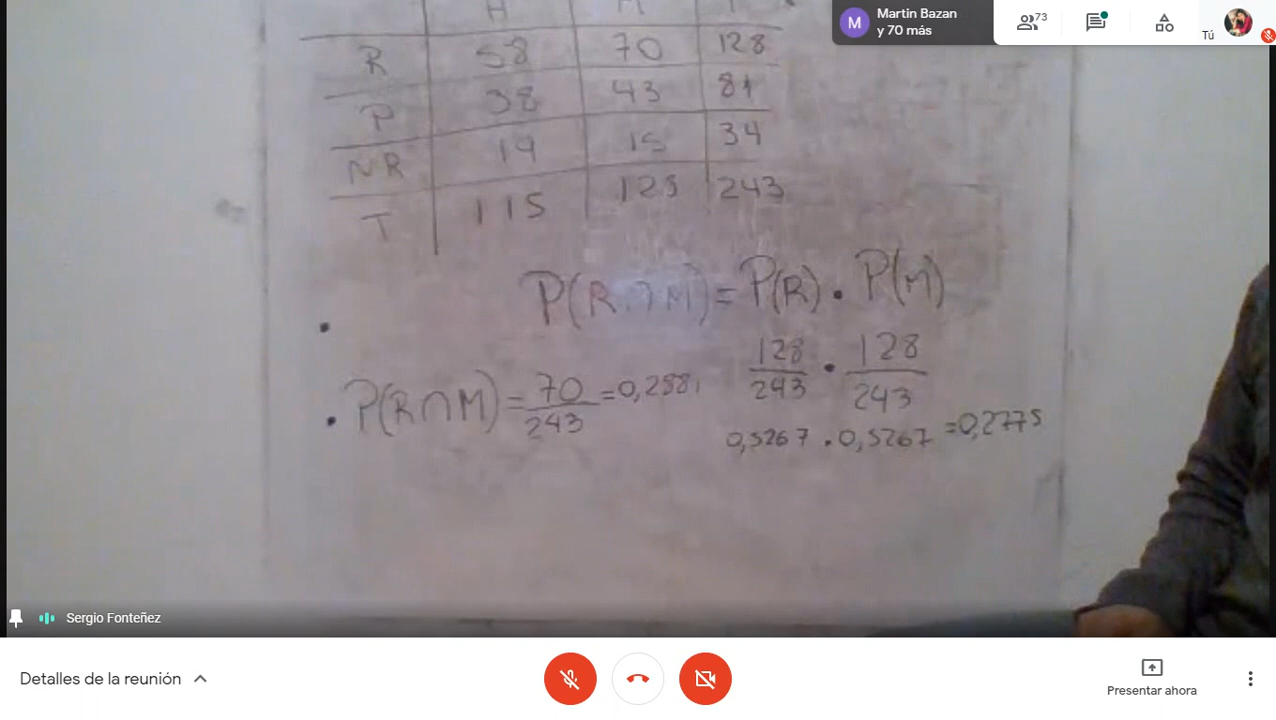 Martin Bazan
y 70 más
M
73
Tú
H M T
R 58 70 128
P 38 43 81
NR 19 15 34
T 115 128 243
P(R∩M) = P(R) . P(M)
128/243 . 128/243
P(R∩M) = 70/243 = 0,2881
0,5267 . 0,5267 = 0,2775
Sergio Fonteñez
Detalles de la reunión
Presentar ahora